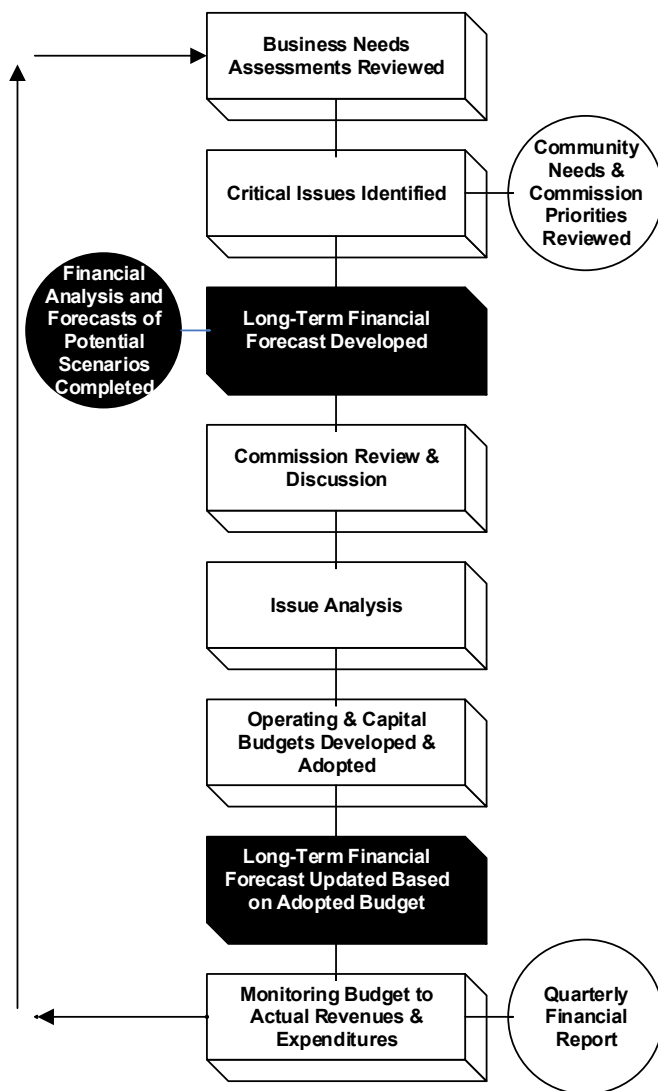 Business Needs
Assessments Reviewed
Critical Issues Identified
Community
Needs &
Commission
Priorities
Reviewed
Financial
Analysis and
Forecasts of
Potential
Scenarios
Completed
Long-Term Financial
Forecast Developed
Commission Review &
Discussion
Issue Analysis
Operating & Capital
Budgets Developed &
Adopted
Long-Term Financial
Forecast Updated Based
on Adopted Budget
Monitoring Budget to
Actual Revenues &
Expenditures
Quarterly
Financial
Report